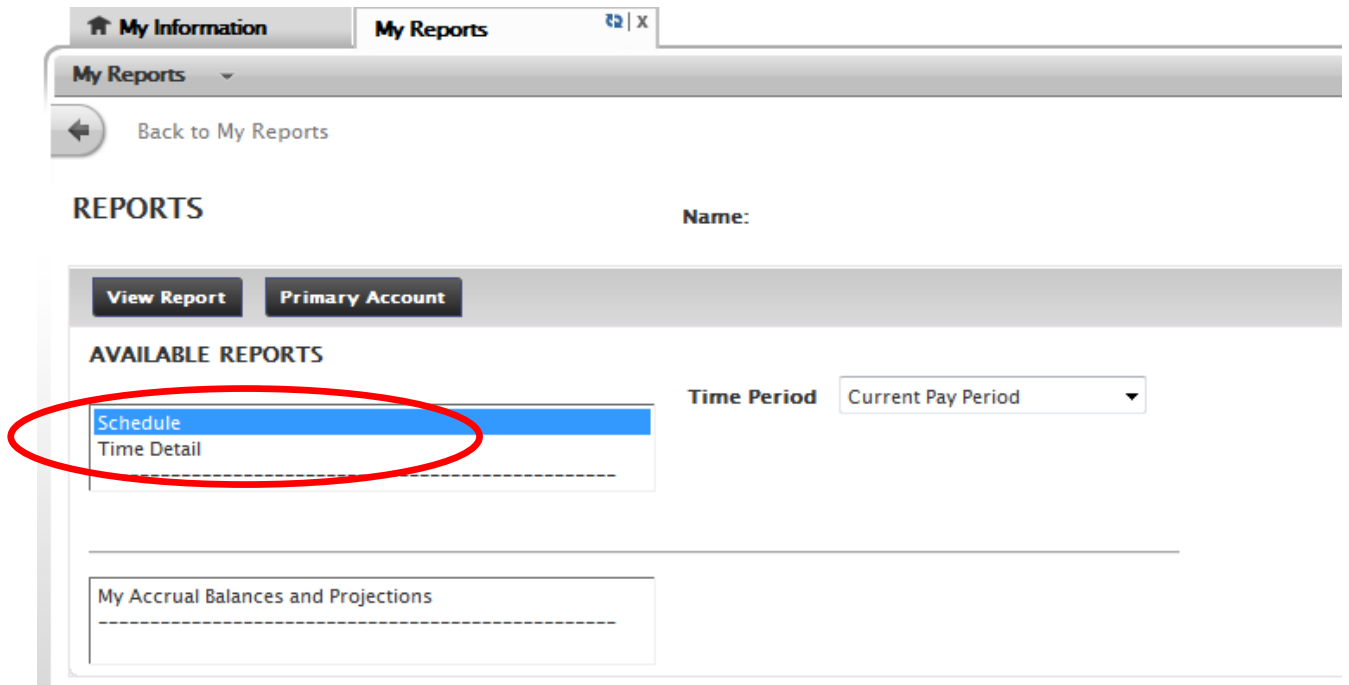 My Information
My Reports
X
My Reports
Back to My Reports
REPORTS
Name:
View Report
Primary Account
AVAILABLE REPORTS
Time Period
Current Pay Period
Schedule
Time Detail
--------------------------------------------------
My Accrual Balances and Projections
--------------------------------------------------